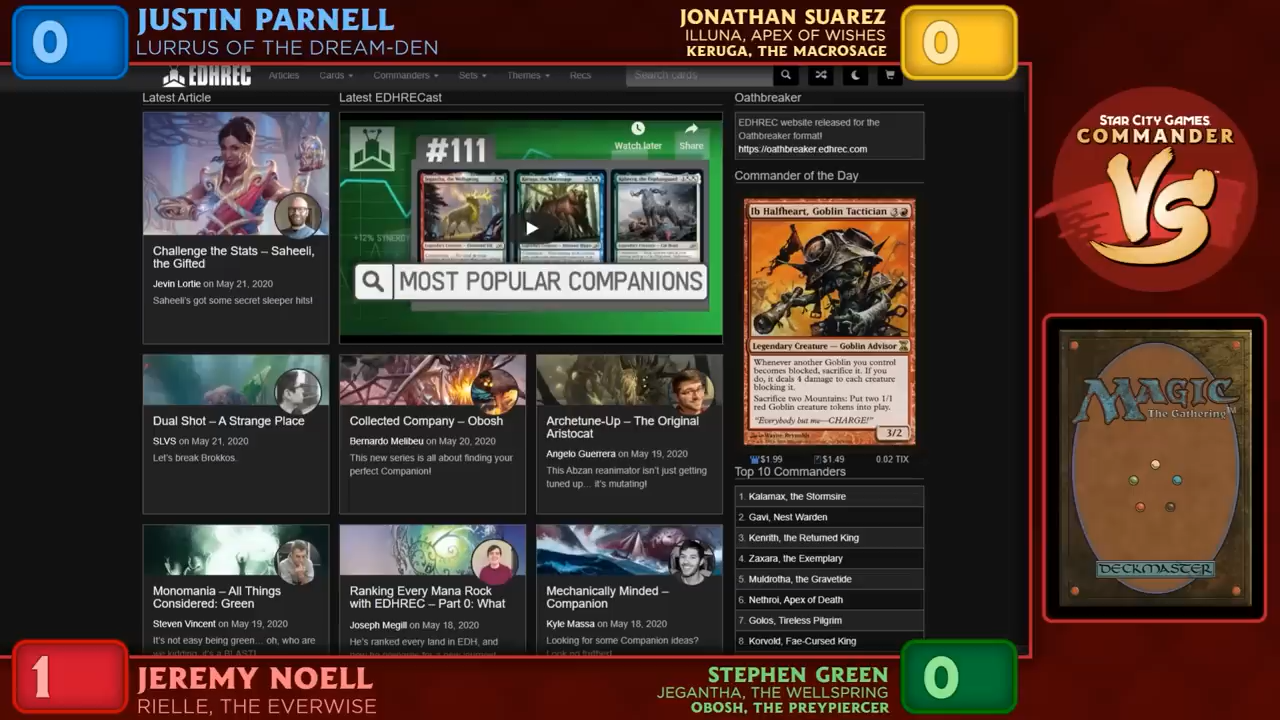 0
JUSTIN PARNELL
LURRUS OF THE DREAM-DEN
JONATHAN SUAREZ
ILLUNA, APEX OF WISHES
KERUGA, THE MACROSAGE
0
EDHREC
Articles
Cards
Commanders
Sets
Themes
Recs
Search cards
Latest Article
Challenge the Stats – Saheeli,
the Gifted
Jevin Lortie on May 21, 2020
Saheeli's got some secret sleeper hits!
Latest EDHRECast
#111
Watch later
Share
+12% SYNERGY
Jegantha, the Wellspring
MOST POPULAR COMPANIONS
Oathbreaker
EDHREC website released for the
Oathbreaker format!
https://oathbreaker.edhrec.com
Commander of the Day
Ib Halfheart, Goblin Tactician 3
Legendary Creature — Goblin Advisor
Whenever another Goblin you control
becomes blocked, sacrifice it. If you
do, it deals 4 damage to each creature
blocking it.
Sacrifice two Mountains: Put two 1/1
red Goblin creature tokens into play.
"Everybody but me—CHARGE!"
3/2
$1.99
$1.49
0.02 TIX
Top 10 Commanders
1. Kalamax, the Stormsire
2. Gavi, Nest Warden
3. Kenrith, the Returned King
4. Zaxara, the Exemplary
5. Muldrotha, the Gravetide
6. Nethroi, Apex of Death
7. Golos, Tireless Pilgrim
8. Korvold, Fae-Cursed King
Dual Shot – A Strange Place
SLVS on May 21, 2020
Let's break Brokkos.
Collected Company – Obosh
Bernardo Melibeu on May 20, 2020
This new series is all about finding your
perfect Companion!
Archetune-Up – The Original
Aristocat
Angelo Guerrera on May 19, 2020
This Abzan reanimator isn't just getting
tuned up… it's mutating!
Monomania – All Things
Considered: Green
Steven Vincent on May 19, 2020
It's not easy being green… oh, who are
we kidding, it's a BLAST!
Ranking Every Mana Rock
with EDHREC – Part 0: What
Joseph Megill on May 18, 2020
He's ranked every land in EDH, and
Mechanically Minded –
Companion
Kyle Massa on May 18, 2020
Looking for some Companion ideas?
Look no further!
STAR CITY GAMES
COMMANDER
VS
MAGIC
The Gathering
DECKMASTER
1
JEREMY NOELL
RIELLE, THE EVERWISE
STEPHEN GREEN
JEGANTHA, THE WELLSPRING
OBOSH, THE PREYPIERCER
0